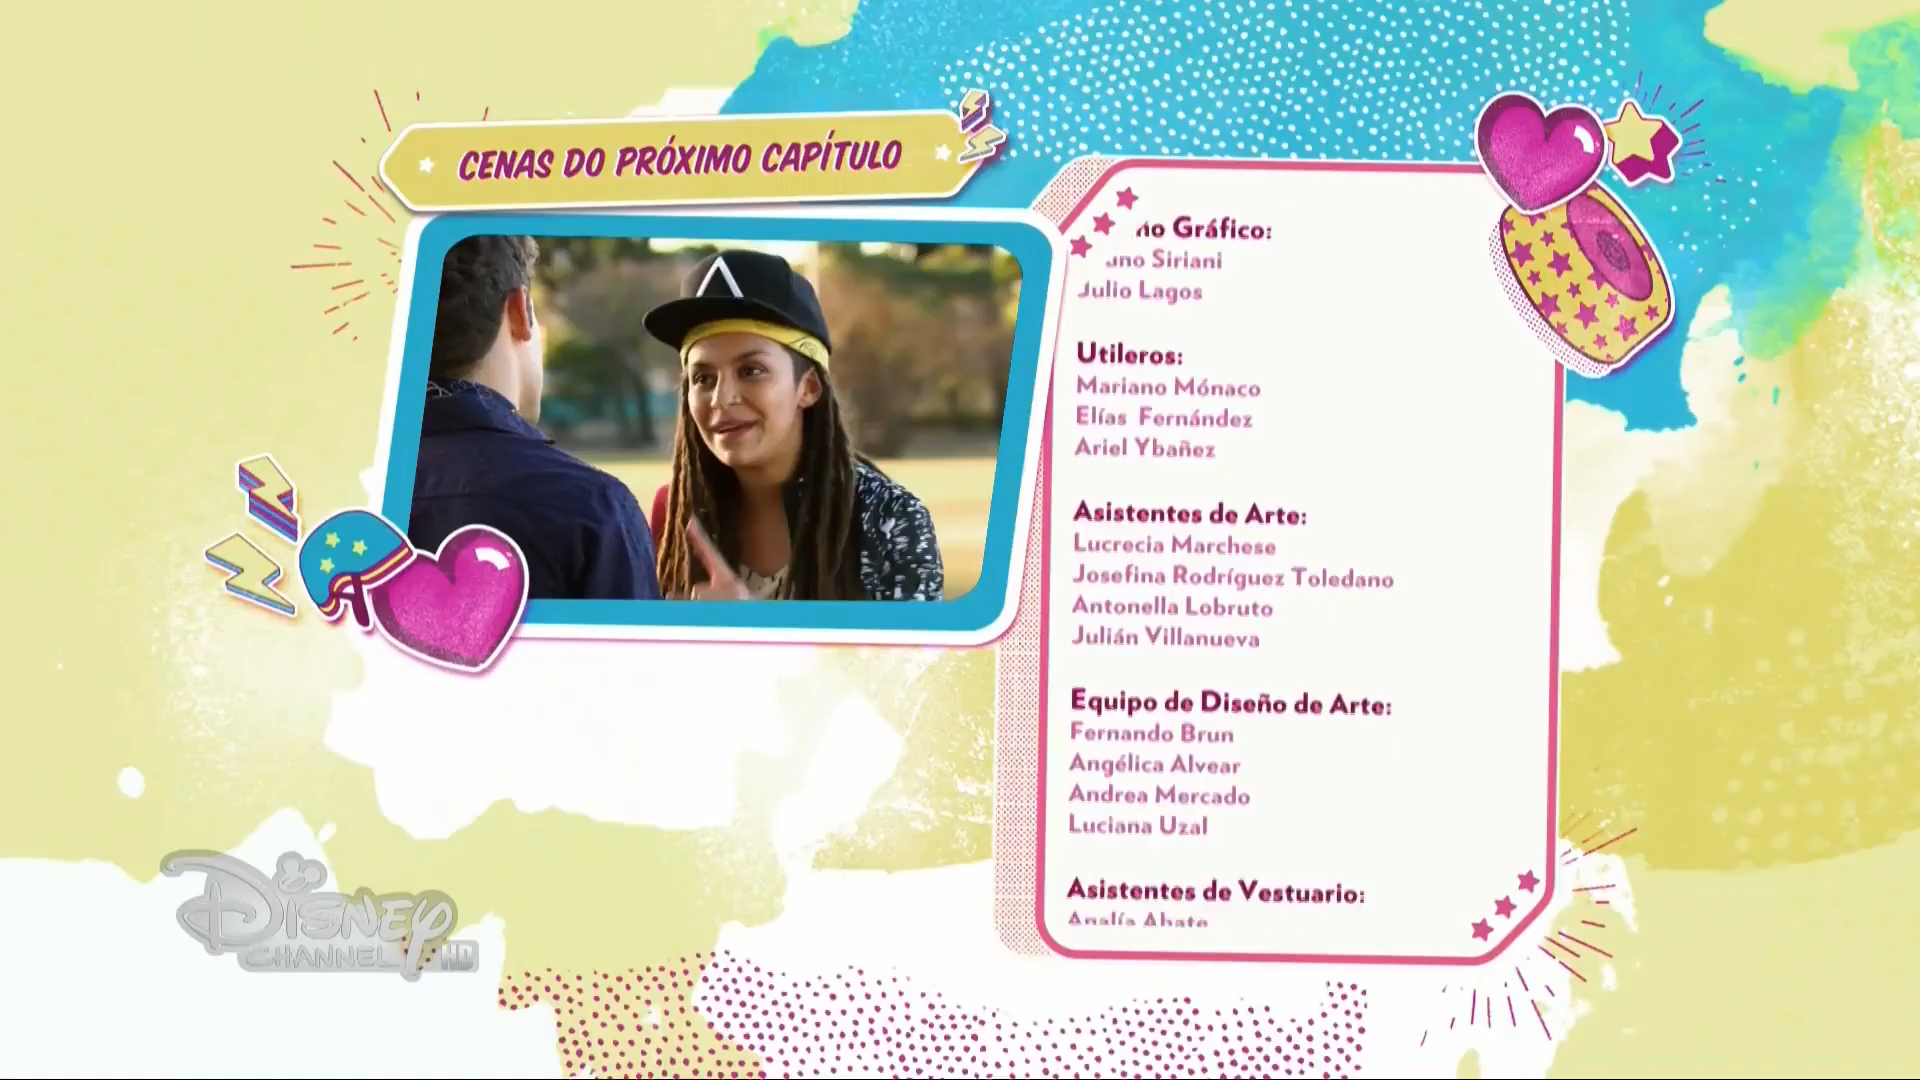 CENAS DO PRÓXIMO CAPÍTULO
Gráfico:
Siriani
Julio Lagos
Utileros:
Mariano Mónaco
Elías Fernández
Ariel Ybañez
Asistentes de Arte:
Lucrecia Marchese
Josefina Rodríguez Toledano
Antonella Lobruto
Julián Villanueva
Equipo de Diseño de Arte:
Fernando Brun
Angélica Alvear
Andrea Mercado
Luciana Uzal
Asistentes de Vestuario:
Analía Abate
DISNEY
CHANNEL HD